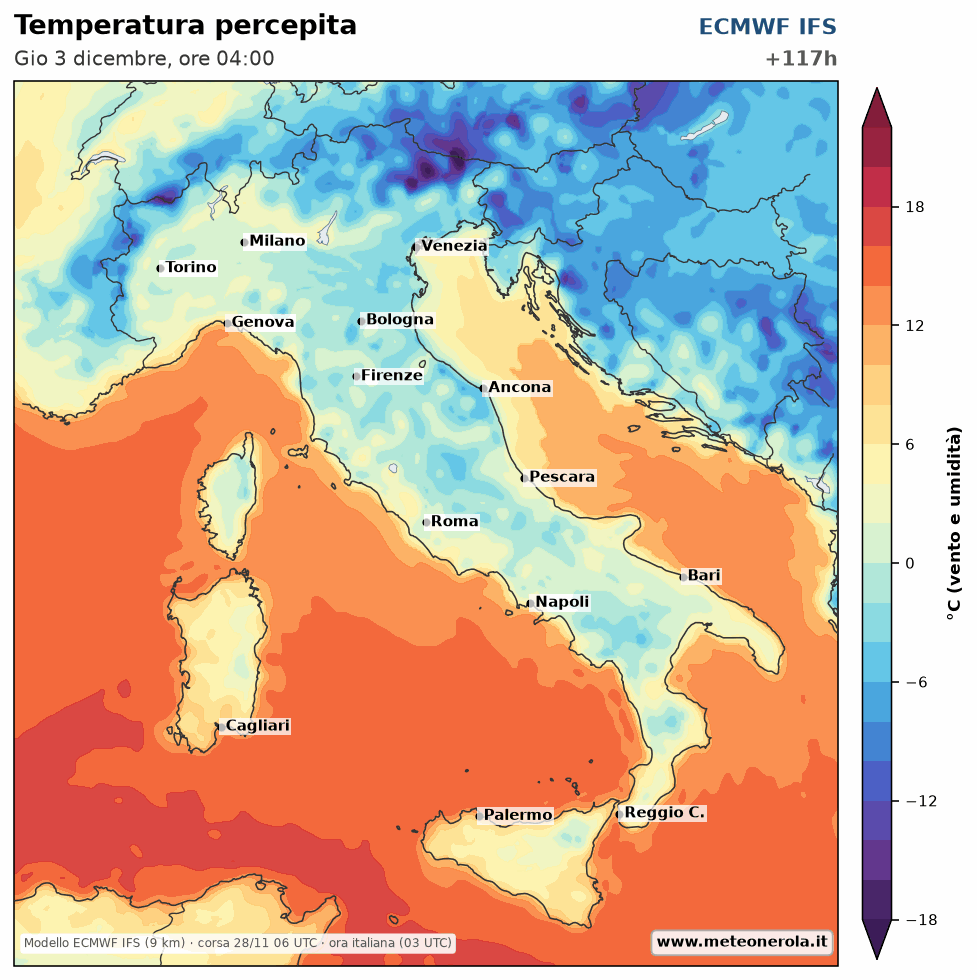 Temperatura percepita
ECMWF IFS
Gio 3 dicembre, ore 04:00
+117h
Milano
Venezia
Torino
Genova
Bologna
Firenze
Ancona
Pescara
Roma
Bari
Napoli
Cagliari
Palermo
Reggio C.
18
12
6
0
−6
−12
−18
°C (vento e umidità)
Modello ECMWF IFS (9 km) · corsa 28/11 06 UTC · ora italiana (03 UTC)
www.meteonerola.it